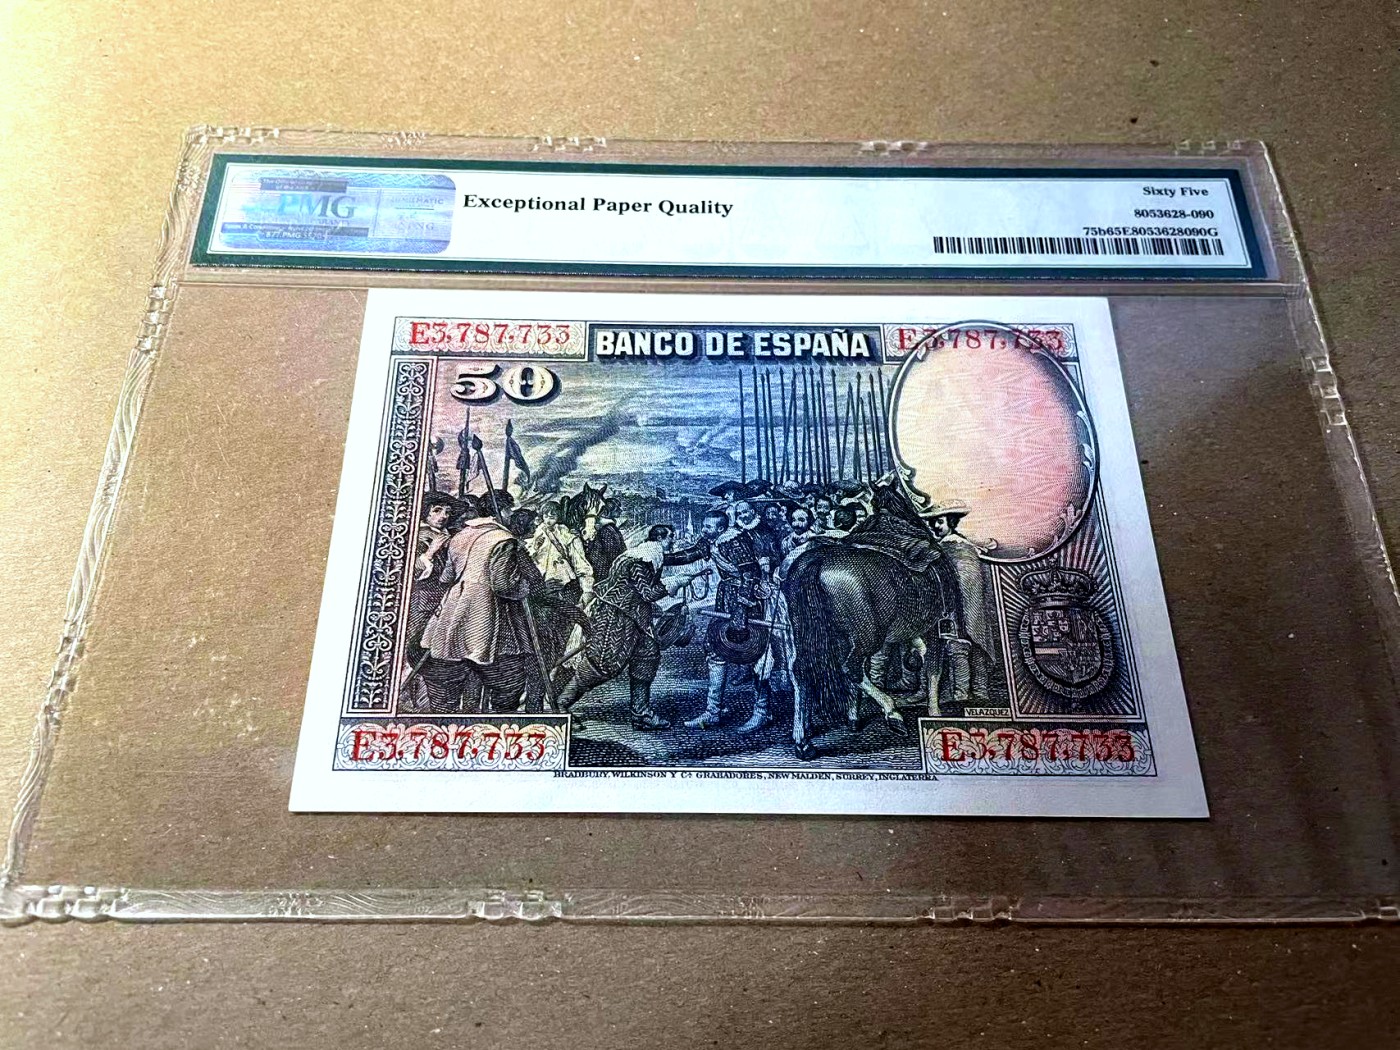 PMG
Exceptional Paper Quality
Sixty Five
8053628-090
75b65E8053628090G
E3,787,733
BANCO DE ESPAÑA
E3,787,733
50
VELAZQUEZ
E3,787,733
E3,787,733
BRADBURY, WILKINSON Y Cª GRABADORES, NEW MALDEN, SURREY, INGLATERRA